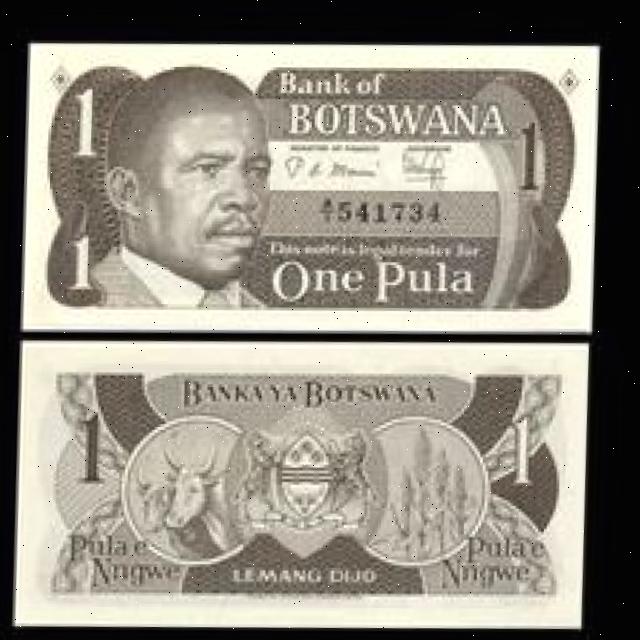 1
Bank of
BOTSWANA
1
MINISTER OF FINANCE
GOVERNOR
A/1 541734
1
This note is legal tender for
One Pula
BANKA YA BOTSWANA
1
1
Pula e
Nngwe
LEMANG DIJO
Pula e
Nngwe